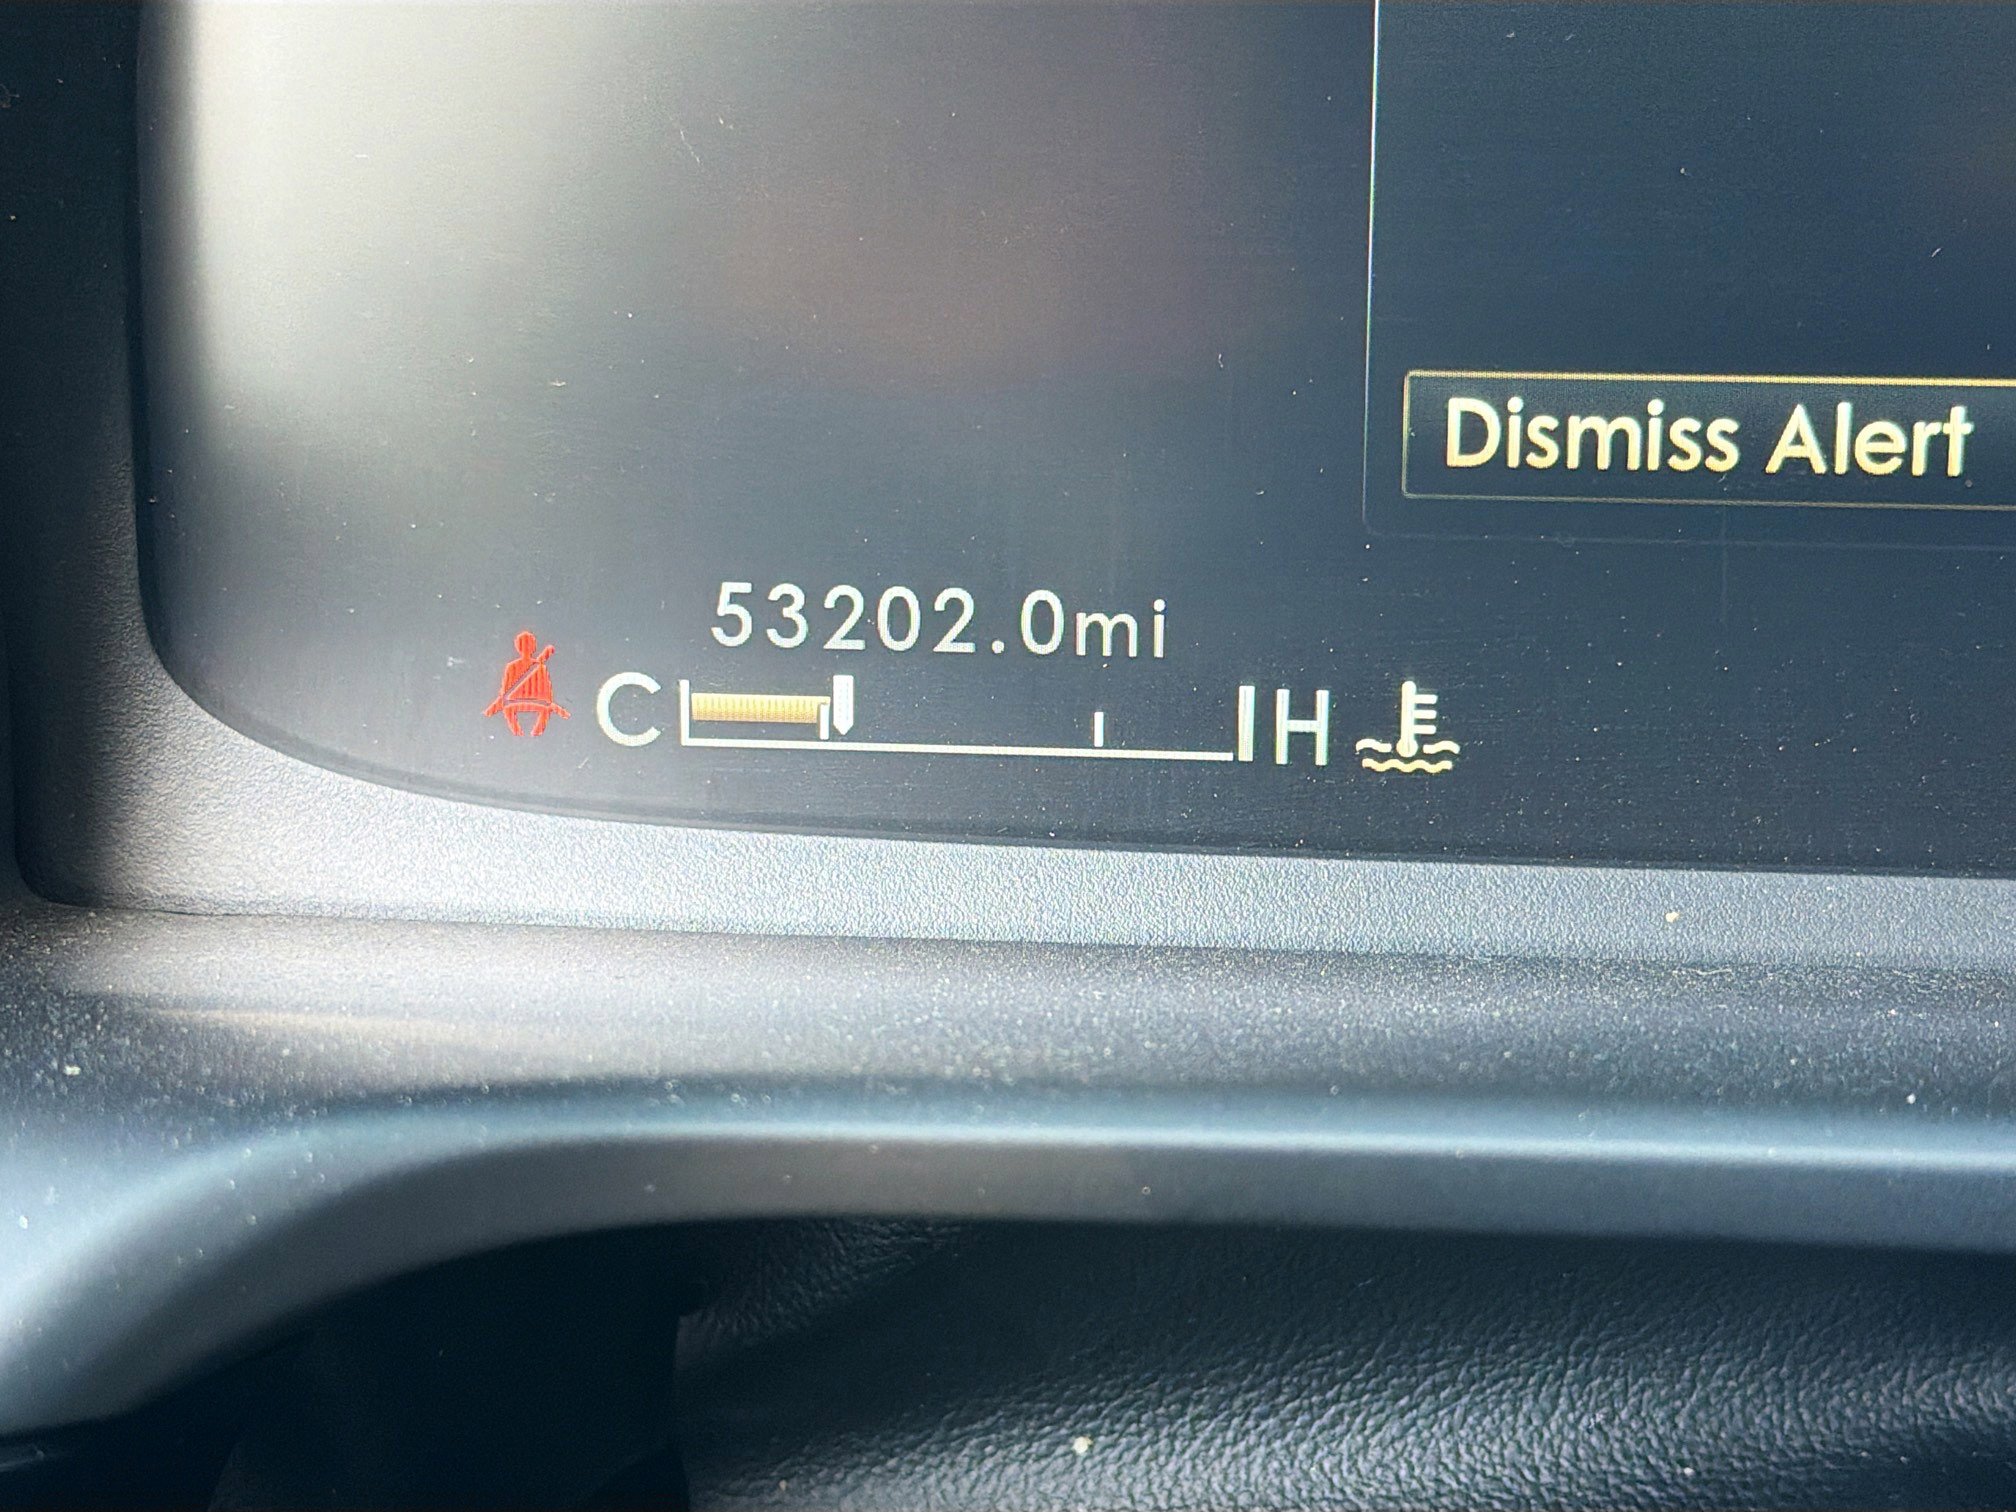 Dismiss Alert
53202.0mi
C H